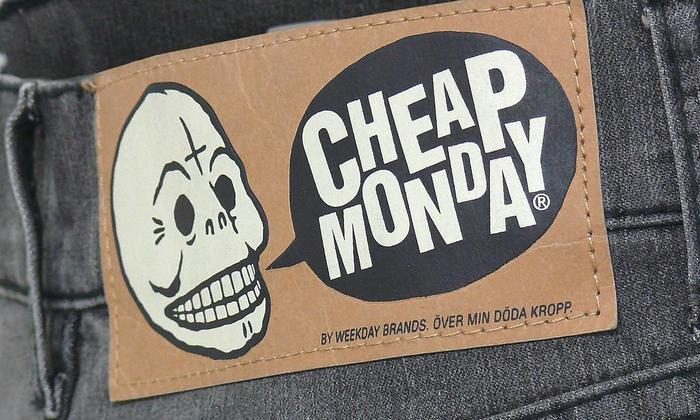 CHEAP
MONDAY®
BY WEEKDAY BRANDS. ÖVER MIN DÖDA KROPP.